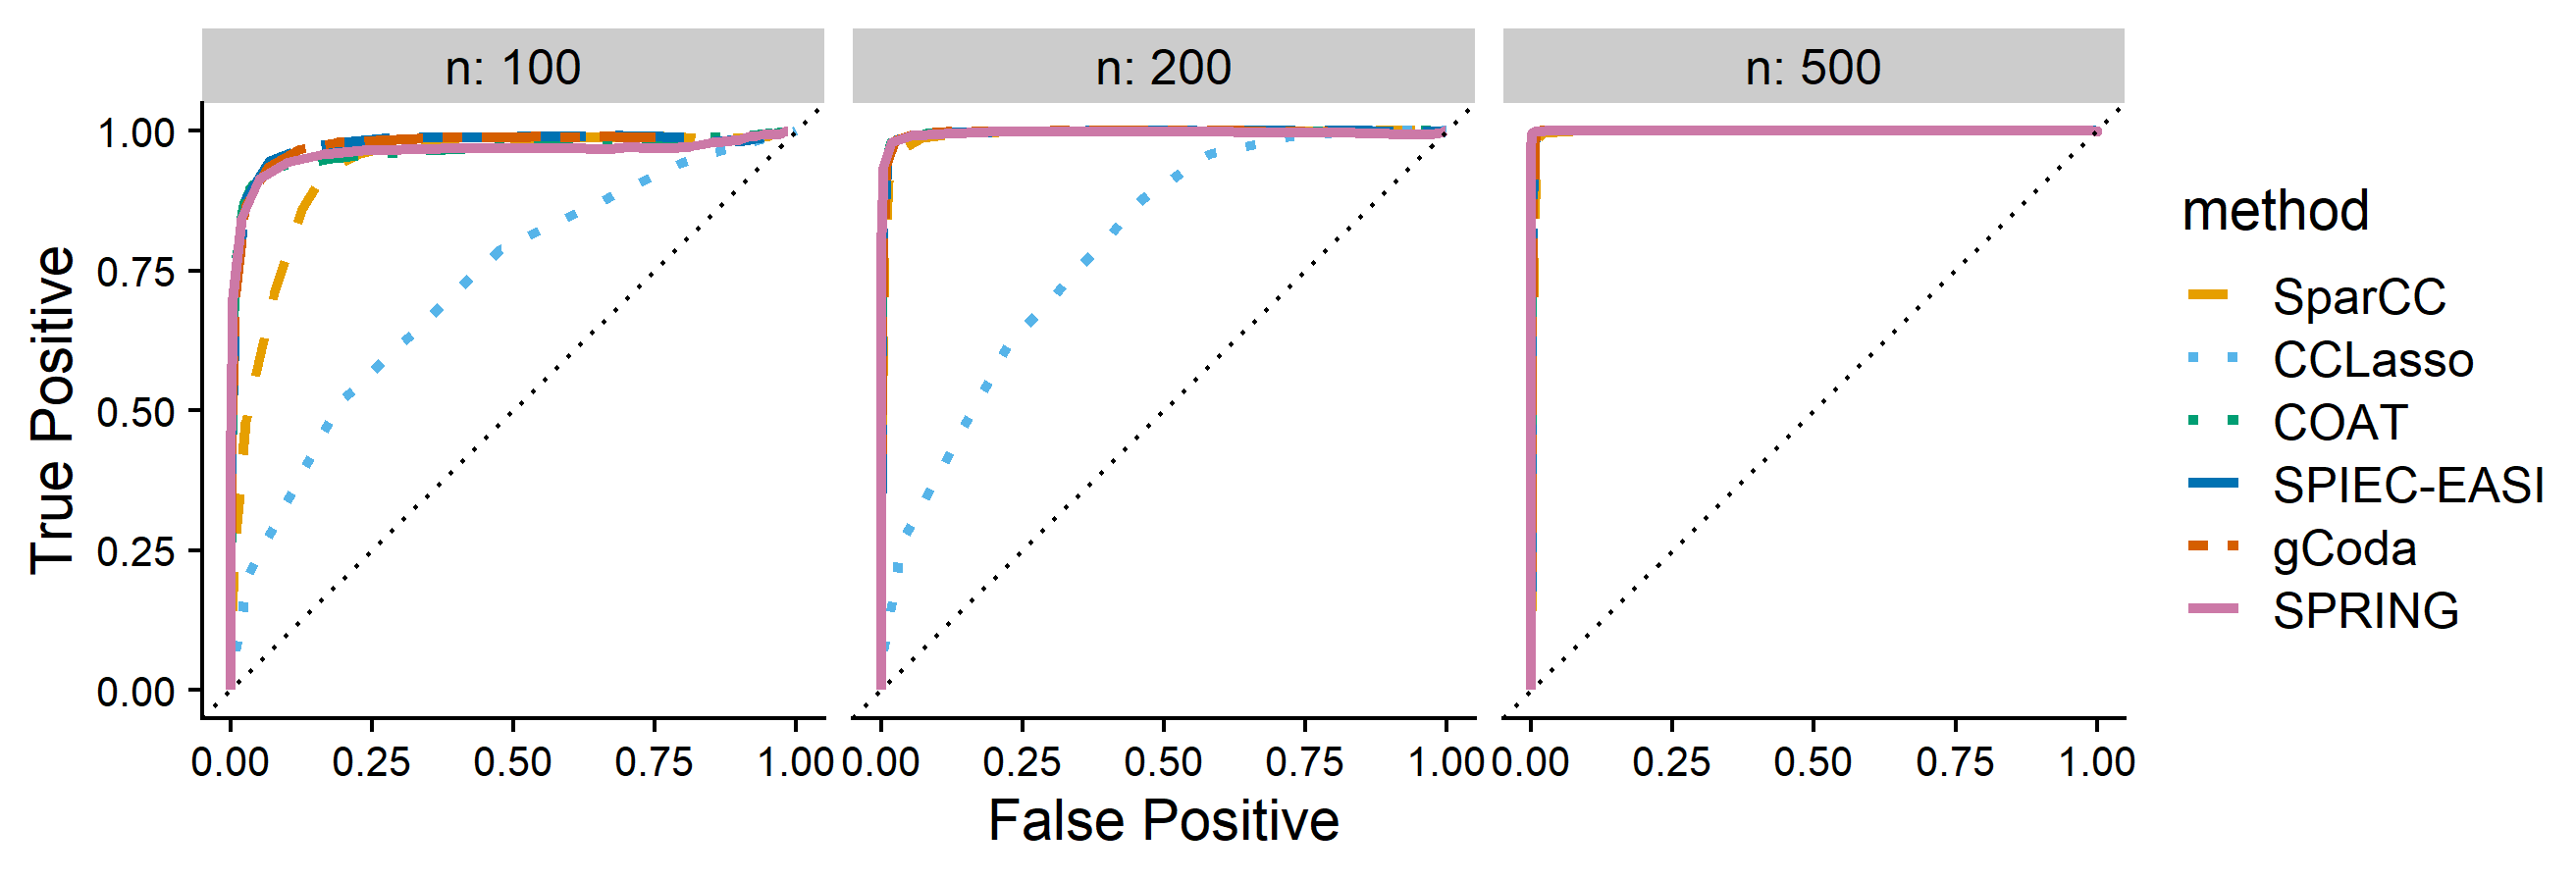 n: 100
n: 200
n: 500
1.00
0.75
0.50
0.25
0.00
True Positive
0.00 0.25 0.50 0.75 1.00
0.00 0.25 0.50 0.75 1.00
0.00 0.25 0.50 0.75 1.00
False Positive
method
SparCC
CCLasso
COAT
SPIEC-EASI
gCoda
SPRING